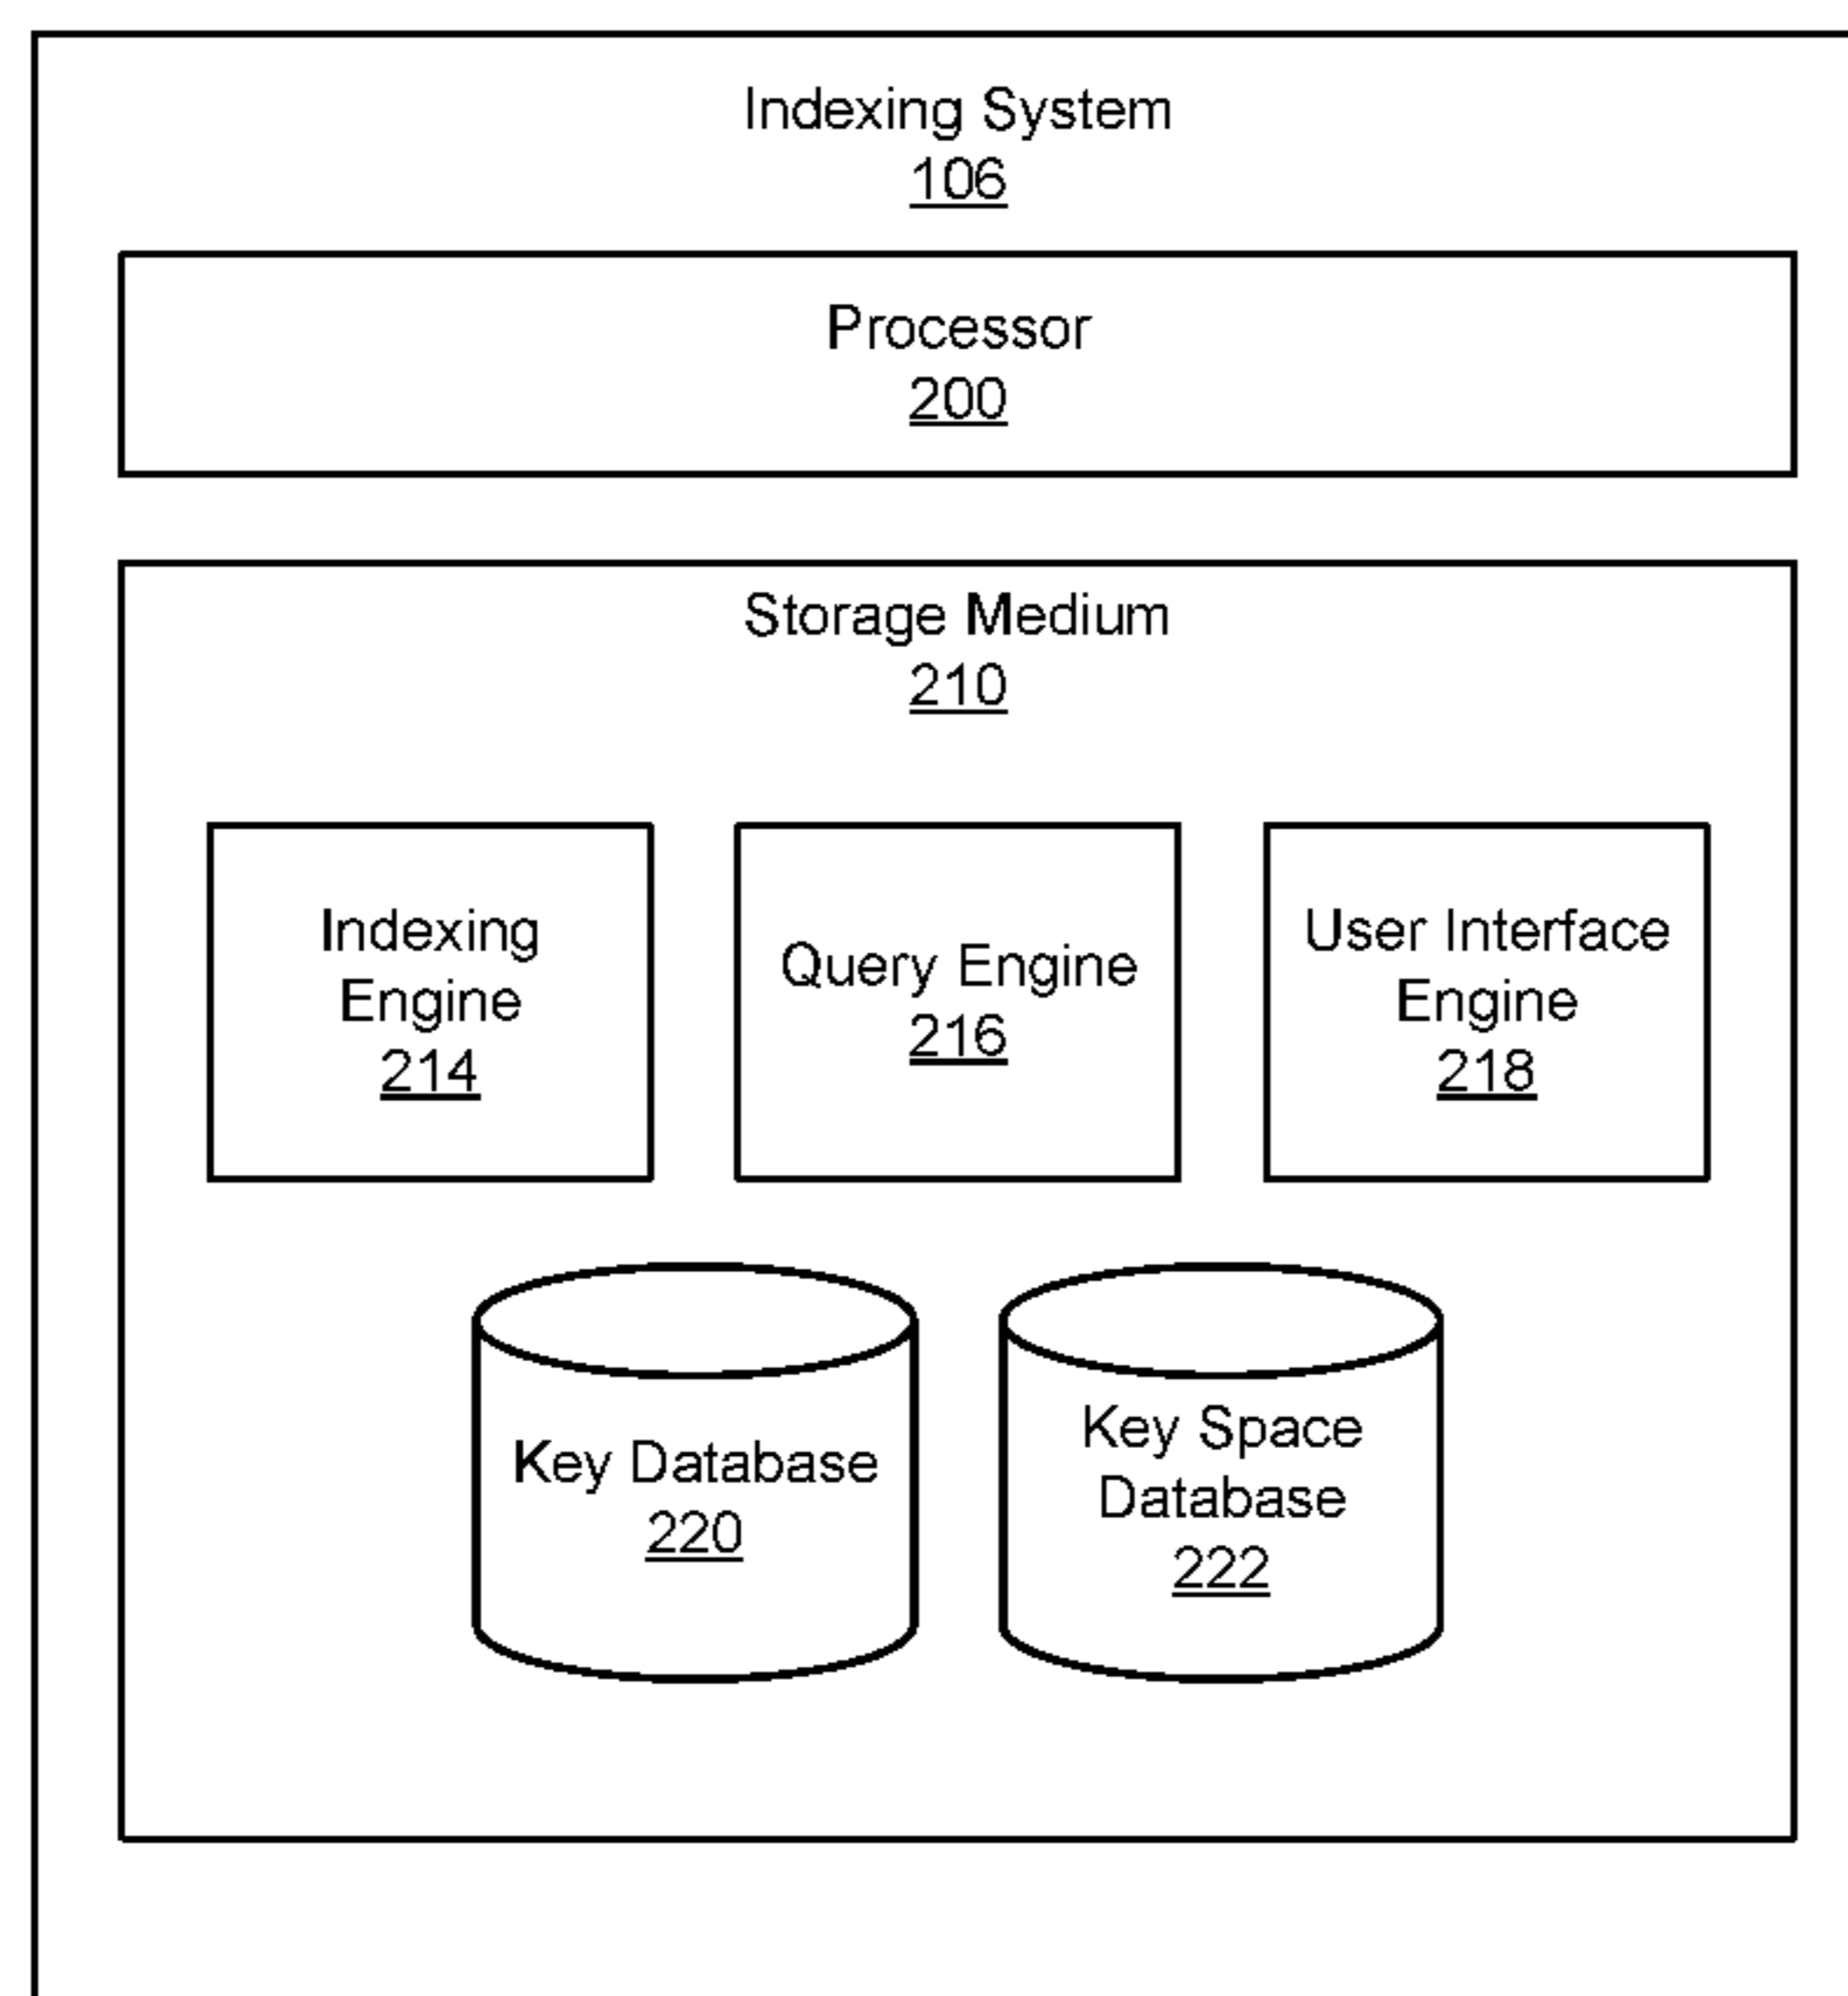 Indexing System
106
Processor
200
Storage Medium
210
Indexing
Engine
214
Query Engine
216
User Interface
Engine
218
Key Database
220
Key Space
Database
222